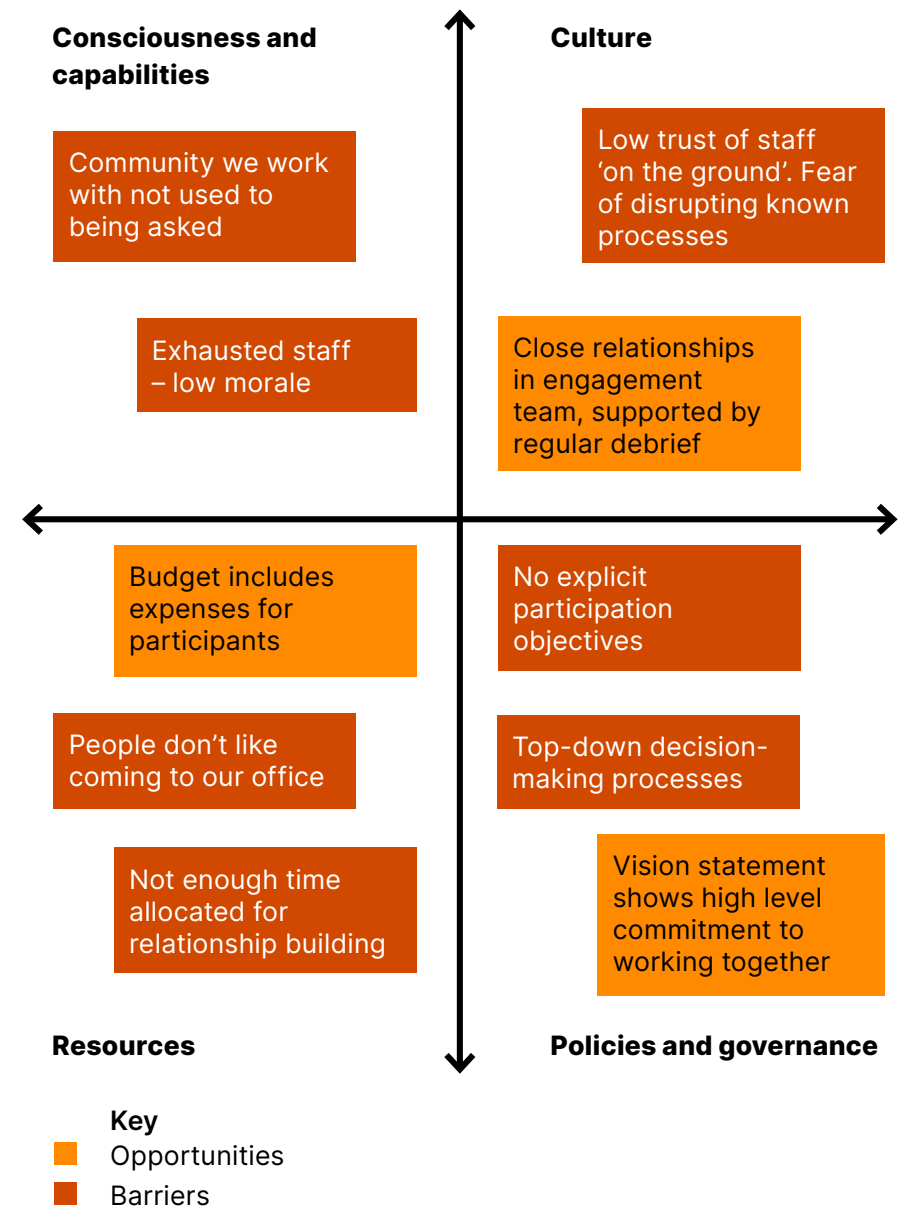 Consciousness and
capabilities
Community we work
with not used to
being asked
Exhausted staff
– low morale
Culture
Low trust of staff
‘on the ground’. Fear
of disrupting known
processes
Close relationships
in engagement
team, supported by
regular debrief
Budget includes
expenses for
participants
People don’t like
coming to our office
Not enough time
allocated for
relationship building
Resources
No explicit
participation
objectives
Top-down decision-
making processes
Vision statement
shows high level
commitment to
working together
Policies and governance
Key
Opportunities
Barriers